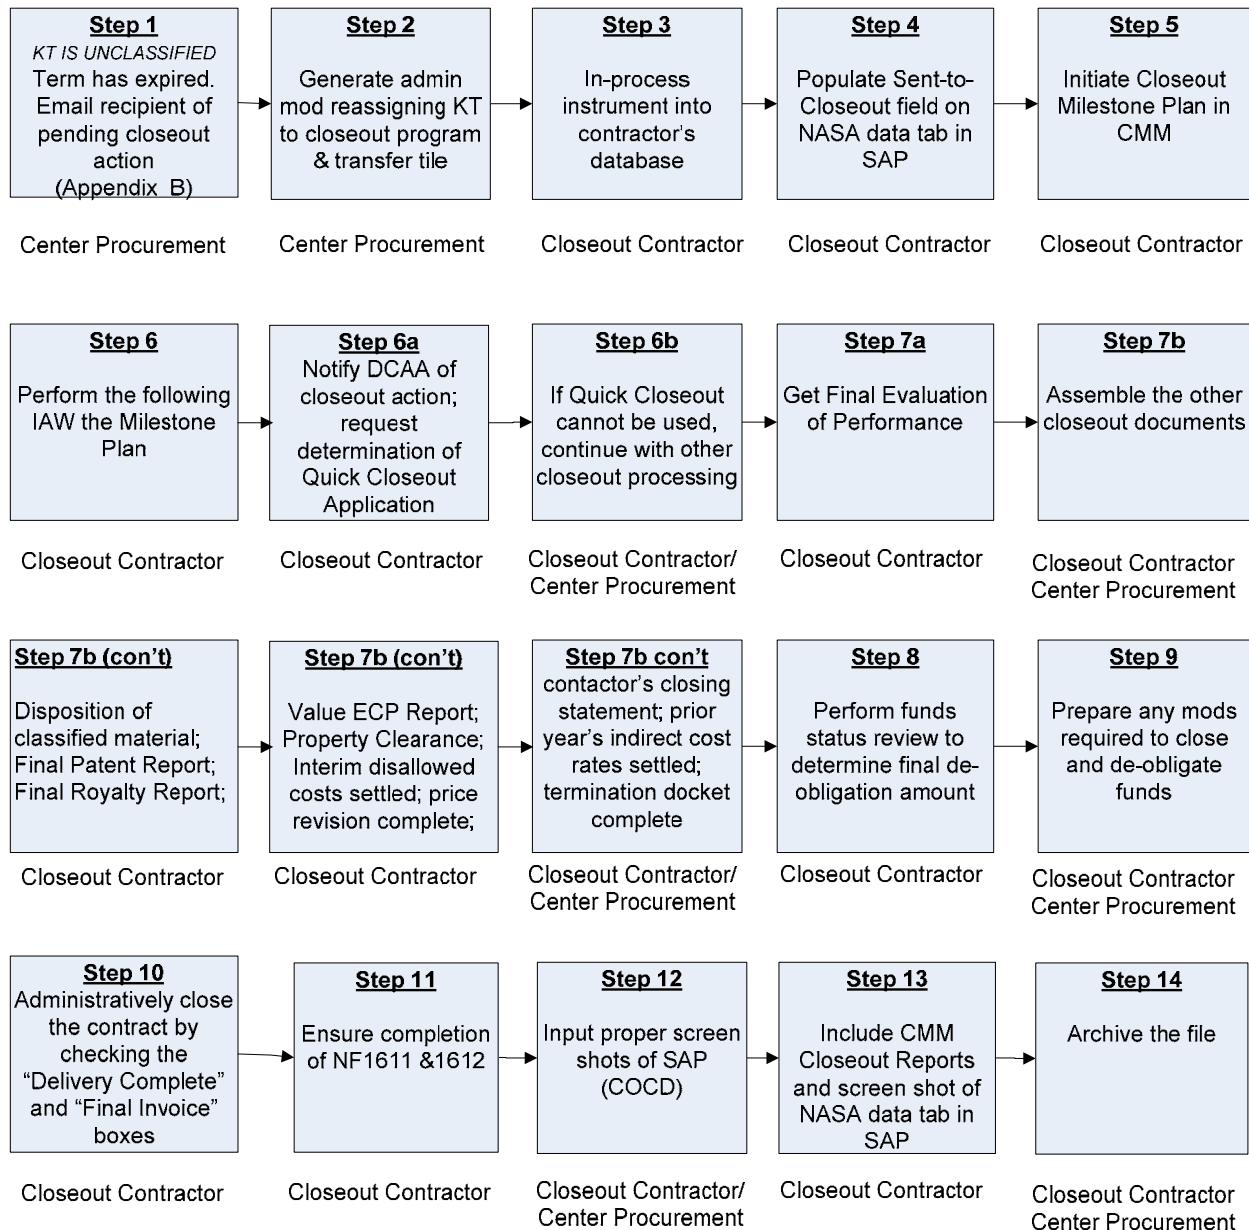 Step 1
KT IS UNCLASSIFIED
Term has expired.
Email recipient of
pending closeout
action
(Appendix B)
Center Procurement
Step 2
Generate admin
mod reassigning KT
to closeout program
& transfer tile
Center Procurement
Step 3
In-process
instrument into
contractor's
database
Closeout Contractor
Step 4
Populate Sent-to-
Closeout field on
NASA data tab in
SAP
Closeout Contractor
Step 5
Initiate Closeout
Milestone Plan in
CMM
Closeout Contractor
Step 6
Perform the following
IAW the Milestone
Plan
Closeout Contractor
Step 6a
Notify DCAA of
closeout action;
request
determination of
Quick Closeout
Application
Closeout Contractor
Step 6b
If Quick Closeout
cannot be used,
continue with other
closeout processing
Closeout Contractor/
Center Procurement
Step 7a
Get Final Evaluation
of Performance
Closeout Contractor
Step 7b
Assemble the other
closeout documents
Closeout Contractor
Center Procurement
Step 7b (con't)
Disposition of
classified material;
Final Patent Report;
Final Royalty Report;
Closeout Contractor
Step 7b (con't)
Value ECP Report;
Property Clearance;
Interim disallowed
costs settled; price
revision complete;
Closeout Contractor
Step 7b con't
contactor's closing
statement; prior
year's indirect cost
rates settled;
termination docket
complete
Closeout Contractor/
Center Procurement
Step 8
Perform funds
status review to
determine final de-
obligation amount
Closeout Contractor
Step 9
Prepare any mods
required to close
and de-obligate
funds
Closeout Contractor
Center Procurement
Step 10
Administratively close
the contract by
checking the
“Delivery Complete”
and “Final Invoice”
boxes
Closeout Contractor
Step 11
Ensure completion
of NF1611 &1612
Closeout Contractor
Step 12
Input proper screen
shots of SAP
(COCD)
Closeout Contractor/
Center Procurement
Step 13
Include CMM
Closeout Reports
and screen shot of
NASA data tab in
SAP
Closeout Contractor
Step 14
Archive the file
Closeout Contractor
Center Procurement